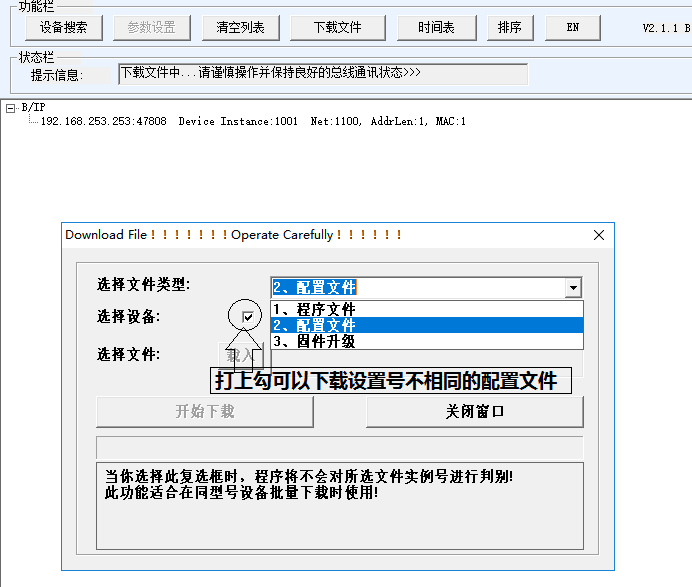 功能栏
设备搜索 参数设置 清空列表 下载文件 时间表 排序 EN V2.1.1 B
状态栏
提示信息: 下载文件中...请谨慎操作并保持良好的总线通讯状态>>>
B/IP
192.168.253.253:47808 Device Instance:1001 Net:1100, AddrLen:1, MAC:1
Download File！！！！！！！Operate Carefully！！！！！！
选择文件类型: 2、配置文件
1、程序文件
选择设备: 2、配置文件
3、固件升级
选择文件: 载入
打上勾可以下载设置号不相同的配置文件
开始下载 关闭窗口
当你选择此复选框时，程序将不会对所选文件实例号进行判别!
此功能适合在同型号设备批量下载时使用!